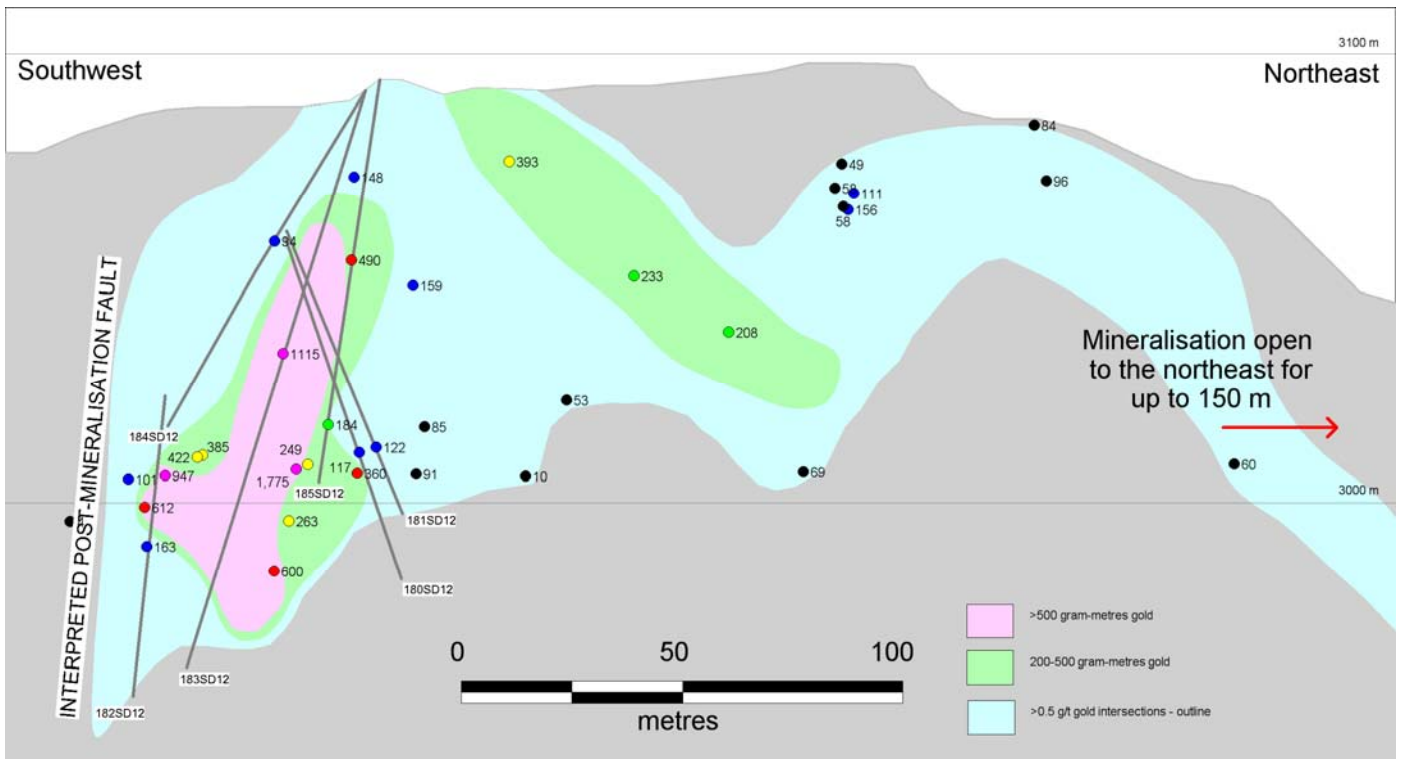 3100 m
Southwest
Northeast
84
49
393
148
96
58
111
156
58
94
490
159
233
208
INTERPRETED POST-MINERALISATION FAULT
1115
Mineralisation open
to the northeast for
up to 150 m
53
184SD12
184
85
385
422
249
122
101
947
1,775
117
360
91
10
69
60
185SD12
3000 m
612
263
181SD12
163
600
180SD12
183SD12
182SD12
>500 gram-metres gold
200-500 gram-metres gold
>0.5 g/t gold intersections - outline
0
50
100
metres